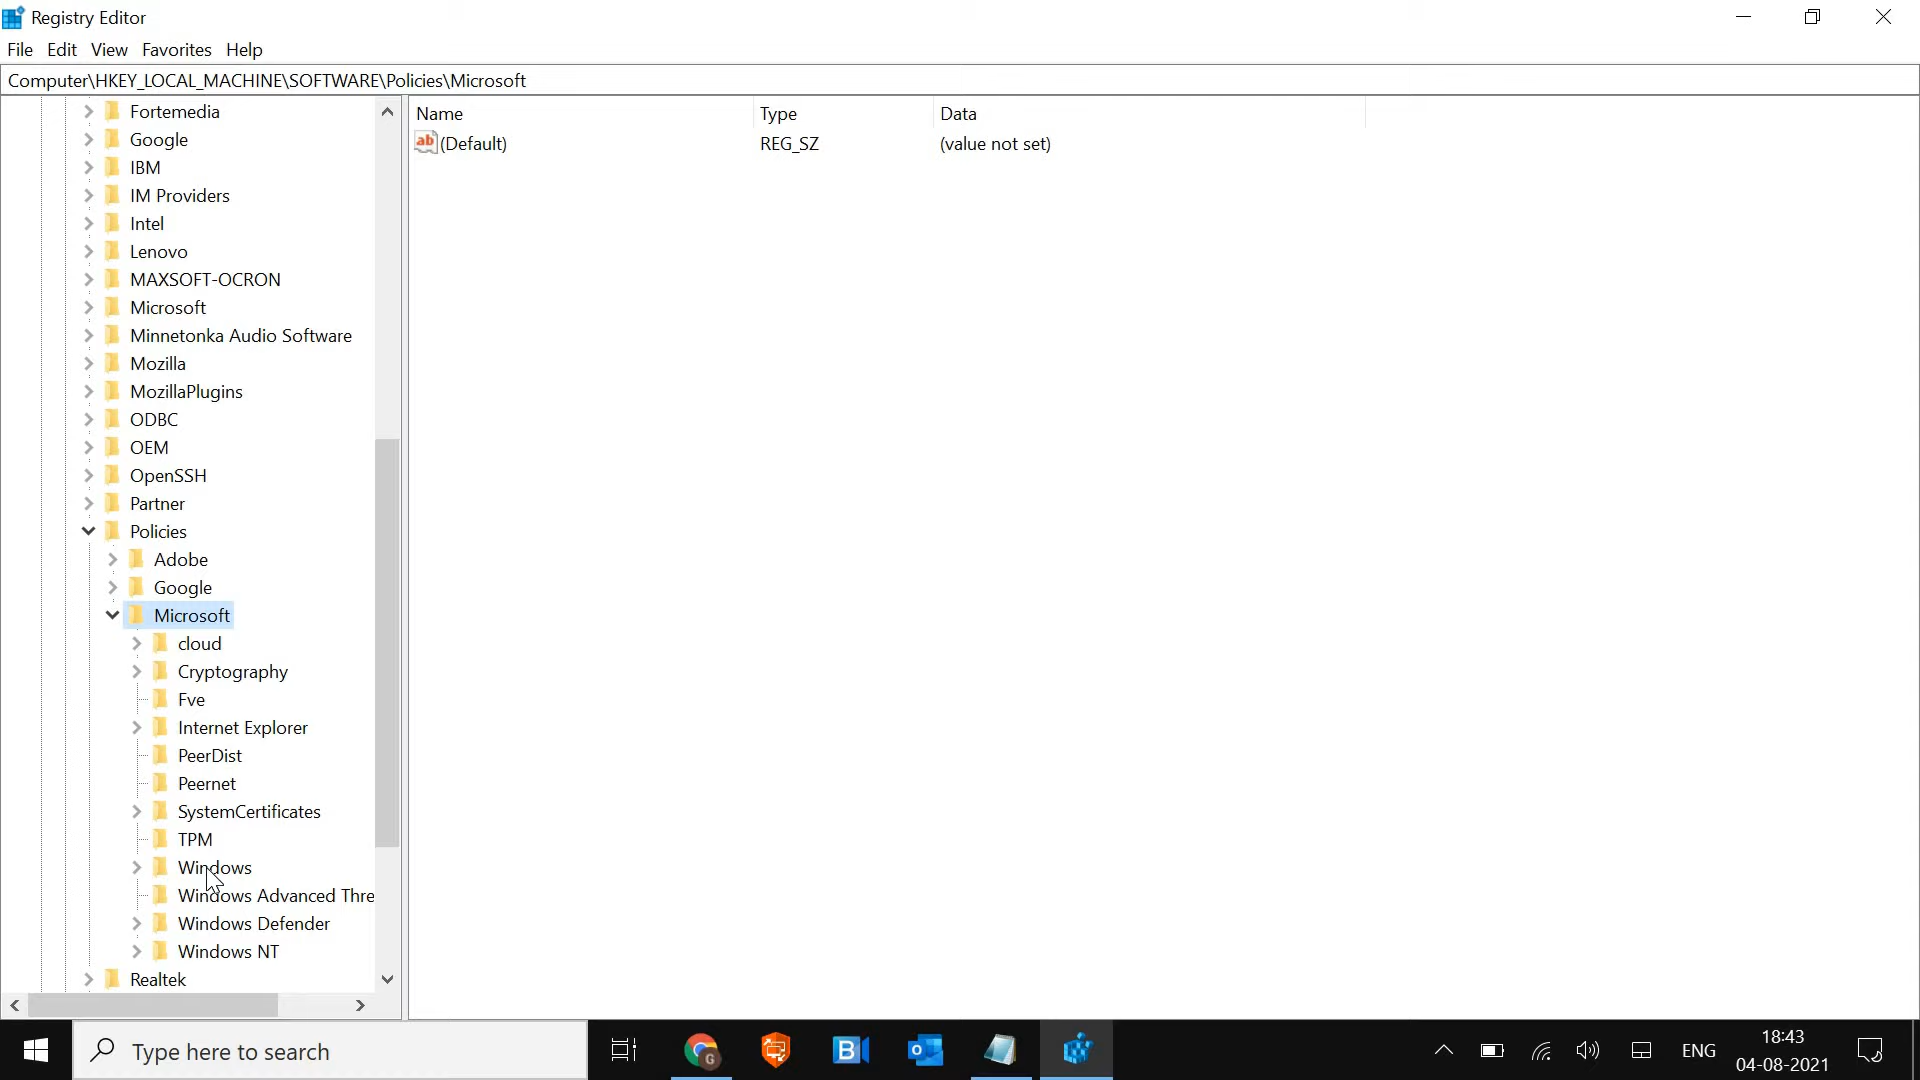 Registry Editor
File Edit View Favorites Help
Computer\HKEY_LOCAL_MACHINE\SOFTWARE\Policies\Microsoft
Fortemedia
Google
IBM
IM Providers
Intel
Lenovo
MAXSOFT-OCRON
Microsoft
Minnetonka Audio Software
Mozilla
MozillaPlugins
ODBC
OEM
OpenSSH
Partner
Policies
Adobe
Google
Microsoft
cloud
Cryptography
Fve
Internet Explorer
PeerDist
Peernet
SystemCertificates
TPM
Windows
Windows Advanced Thre
Windows Defender
Windows NT
Realtek
Name Type Data
ab (Default) REG_SZ (value not set)
Type here to search
G
B
ENG
18:43
04-08-2021